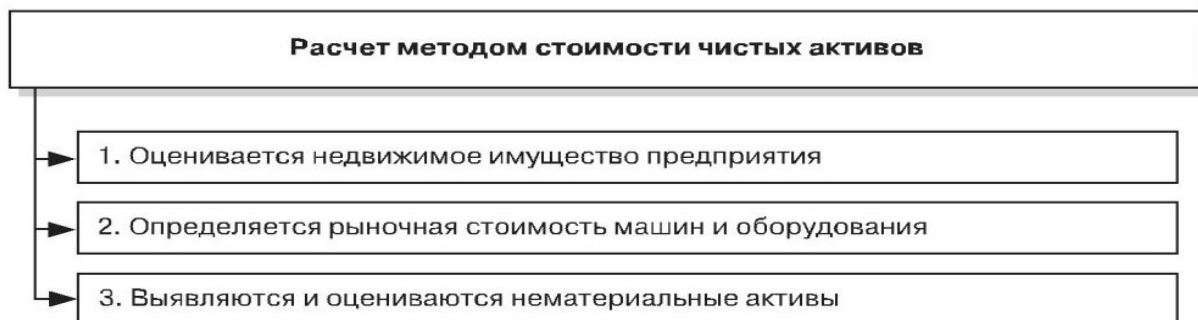 Расчет методом стоимости чистых активов
1. Оценивается недвижимое имущество предприятия
2. Определяется рыночная стоимость машин и оборудования
3. Выявляются и оцениваются нематериальные активы